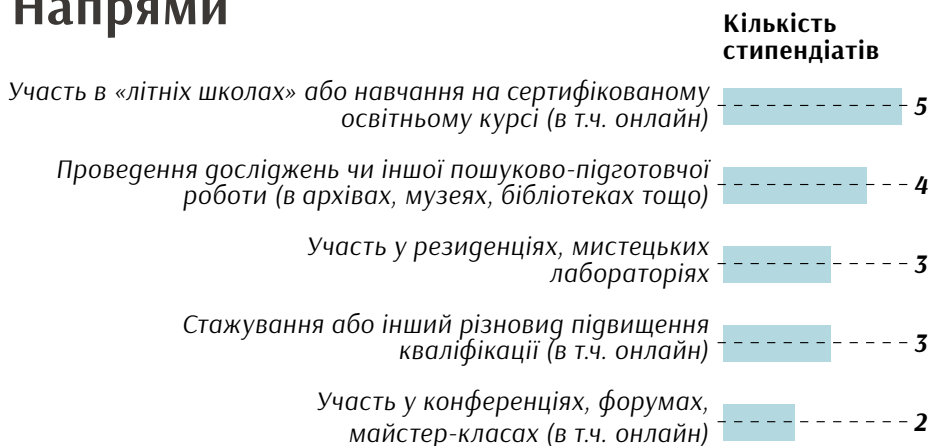 Напрями
Кількість
стипендіатів
Участь в «літніх школах» або навчання на сертифікованому
освітньому курсі (в т.ч. онлайн)
5
Проведення досліджень чи іншої пошуково-підготовчої
роботи (в архівах, музеях, бібліотеках тощо)
4
Участь у резиденціях, мистецьких
лабораторіях
3
Стажування або інший різновид підвищення
кваліфікації (в т.ч. онлайн)
3
Участь у конференціях, форумах,
майстер-класах (в т.ч. онлайн)
2